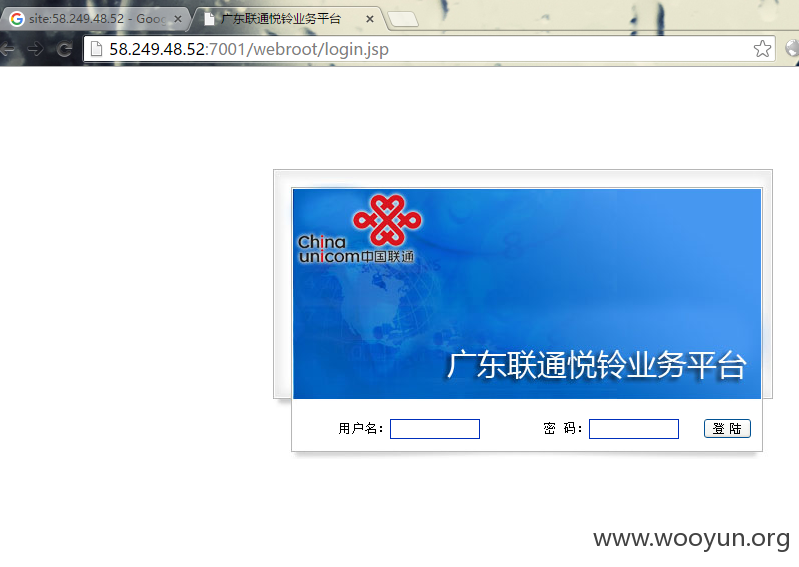 site:58.249.48.52 - Goog
广东联通悦铃业务平台
58.249.48.52:7001/webroot/login.jsp
China
unicom中国联通
广东联通悦铃业务平台
用户名：
密 码：
登 陆
www.wooyun.org